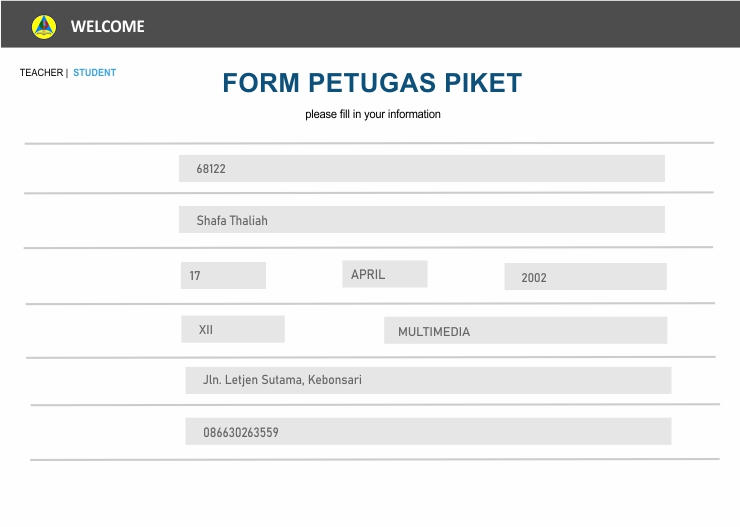 WELCOME
TEACHER | STUDENT
FORM PETUGAS PIKET
please fill in your information
68122
Shafa Thaliah
17 APRIL 2002
XII MULTIMEDIA
Jln. Letjen Sutama, Kebonsari
086630263559